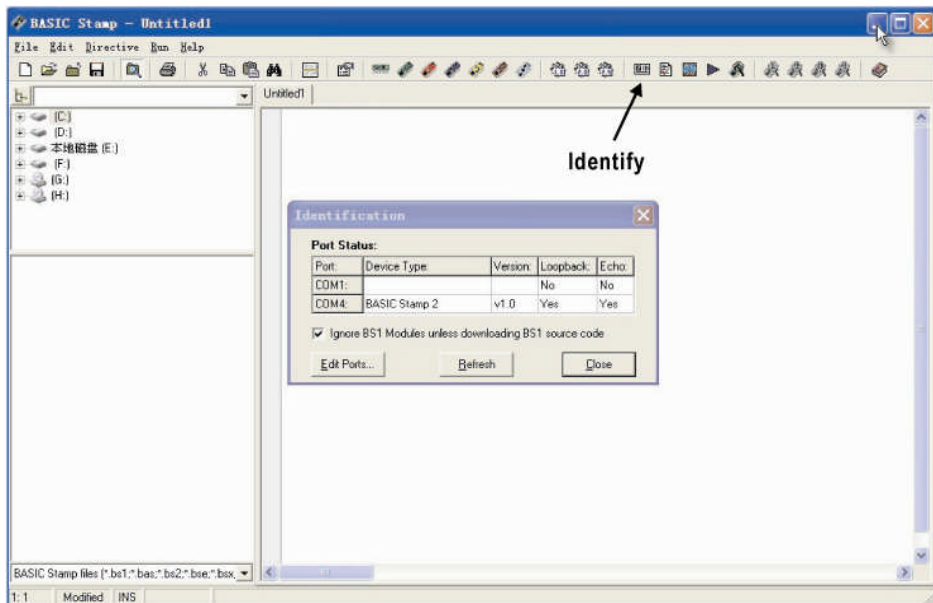 BASIC Stamp - Untitled1
File Edit Directive Run Help
Untitled1
(C:)
(D:)
本地磁盘 (E:)
(F:)
(G:)
(H:)
Identify
Identification
Port Status:
Port: Device Type: Version: Loopback: Echo:
COM1: No No
COM4: BASIC Stamp 2 v1.0 Yes Yes
Ignore BS1 Modules unless downloading BS1 source code
Edit Ports... Refresh Close
BASIC Stamp files (*.bs1;*.bas;*.bs2;*.bse;*.bsx,
1: 1 Modified INS